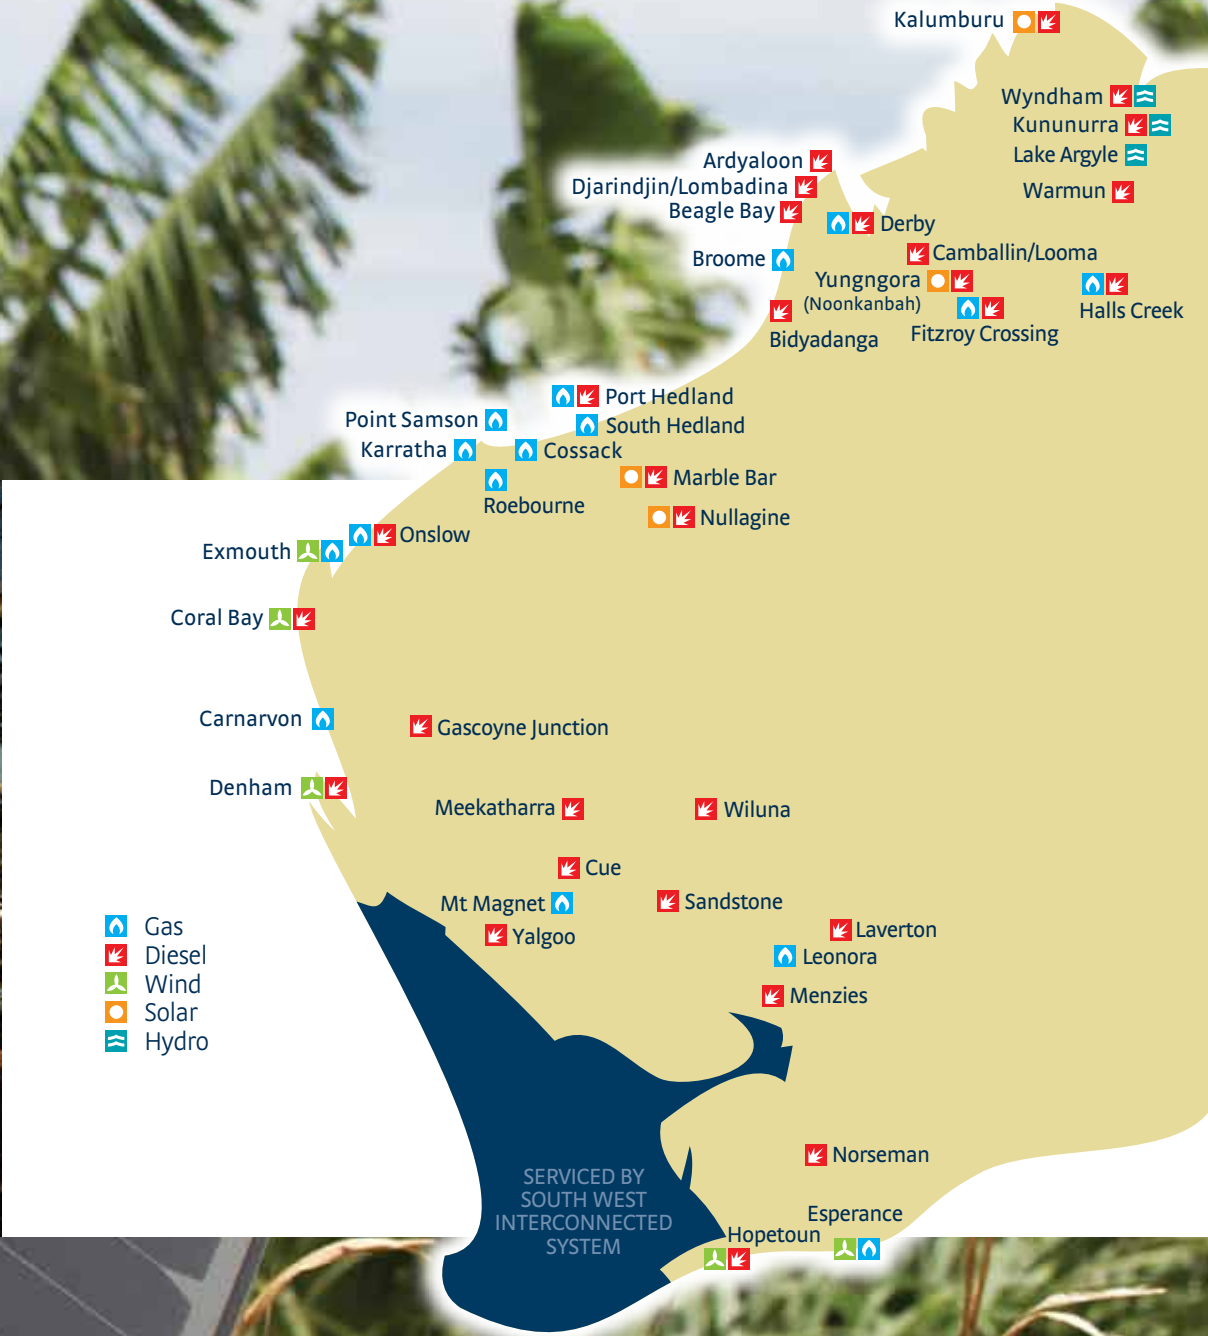 Kalumburu
Wyndham
Kununurra
Lake Argyle
Warmun
Ardyaloon
Djarindjin/Lombadina
Beagle Bay
Derby
Broome
Camballin/Looma
Yungngora
(Noonkanbah)
Halls Creek
Fitzroy Crossing
Bidyadanga
Port Hedland
Point Samson
South Hedland
Karratha
Cossack
Marble Bar
Roebourne
Nullagine
Onslow
Exmouth
Coral Bay
Carnarvon
Gascoyne Junction
Denham
Meekatharra
Wiluna
Cue
Mt Magnet
Sandstone
Yalgoo
Laverton
Leonora
Menzies
Gas
Diesel
Wind
Solar
Hydro
Norseman
SERVICED BY
SOUTH WEST
INTERCONNECTED
SYSTEM
Esperance
Hopetoun